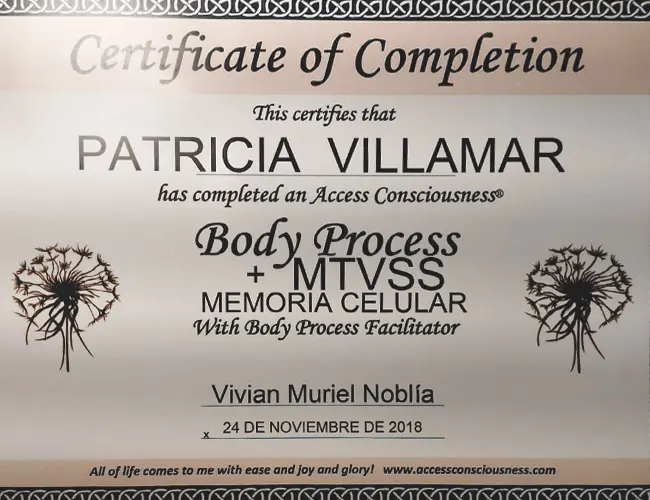 Certificate of Completion
This certifies that
PATRICIA VILLAMAR
has completed an Access Consciousness®
Body Process
+ MTVSS
MEMORIA CELULAR
With Body Process Facilitator
Vivian Muriel Noblía
x 24 DE NOVIEMBRE DE 2018
All of life comes to me with ease and joy and glory! www.accessconsciousness.com